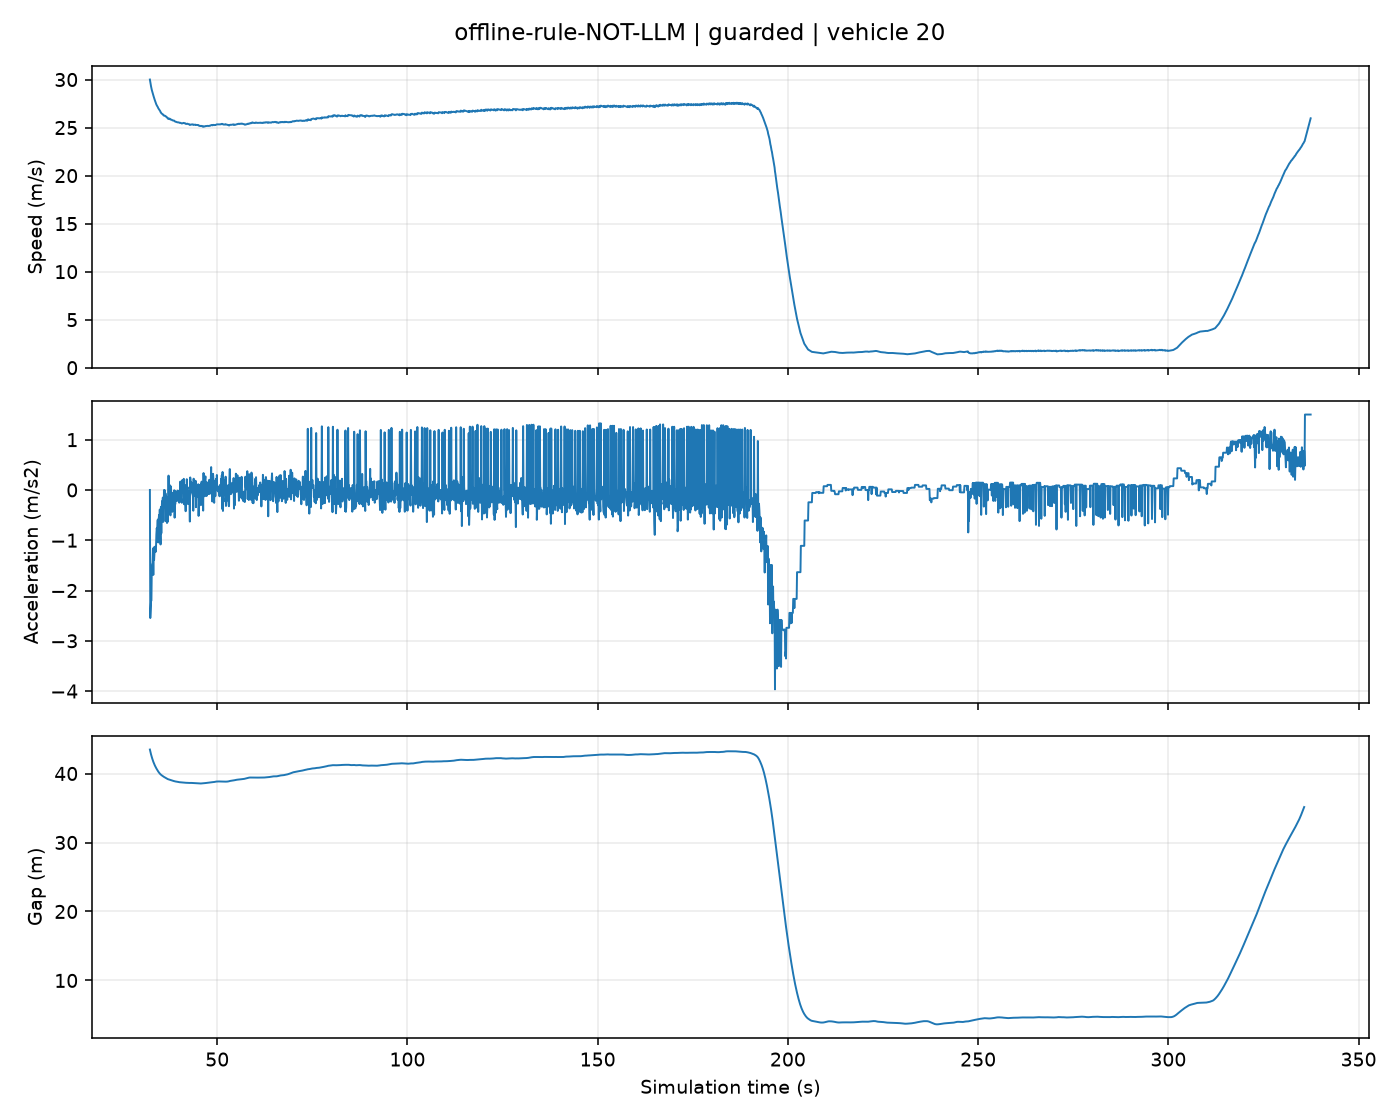 offline-rule-NOT-LLM | guarded | vehicle 20
30
25
20
15
10
5
0
Speed (m/s)
1
0
−1
−2
−3
−4
Acceleration (m/s2)
40
30
20
10
Gap (m)
50 100 150 200 250 300 350
Simulation time (s)